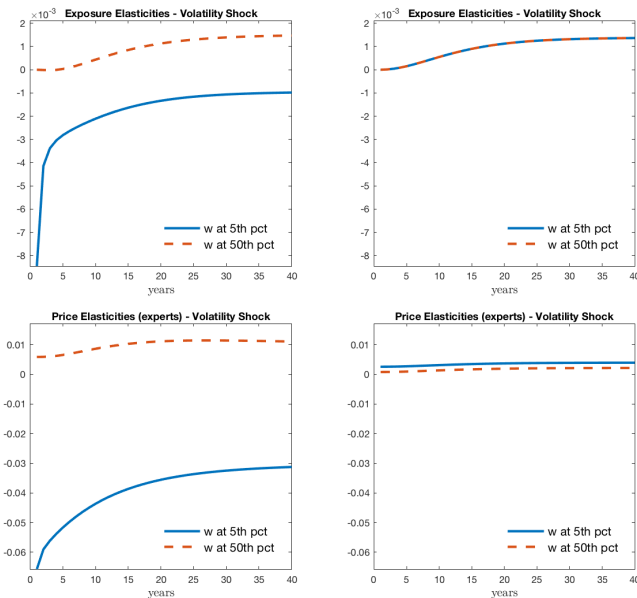 Exposure Elasticities - Volatility Shock
×10⁻³
2
1
0
-1
-2
-3
-4
-5
-6
-7
-8
0 5 10 15 20 25 30 35 40
years
w at 5th pct
w at 50th pct
Exposure Elasticities - Volatility Shock
×10⁻³
2
1
0
-1
-2
-3
-4
-5
-6
-7
-8
0 5 10 15 20 25 30 35 40
years
w at 5th pct
w at 50th pct
Price Elasticities (experts) - Volatility Shock
0.01
0
-0.01
-0.02
-0.03
-0.04
-0.05
-0.06
0 5 10 15 20 25 30 35 40
years
w at 5th pct
w at 50th pct
Price Elasticities (experts) - Volatility Shock
0.01
0
-0.01
-0.02
-0.03
-0.04
-0.05
-0.06
0 5 10 15 20 25 30 35 40
years
w at 5th pct
w at 50th pct